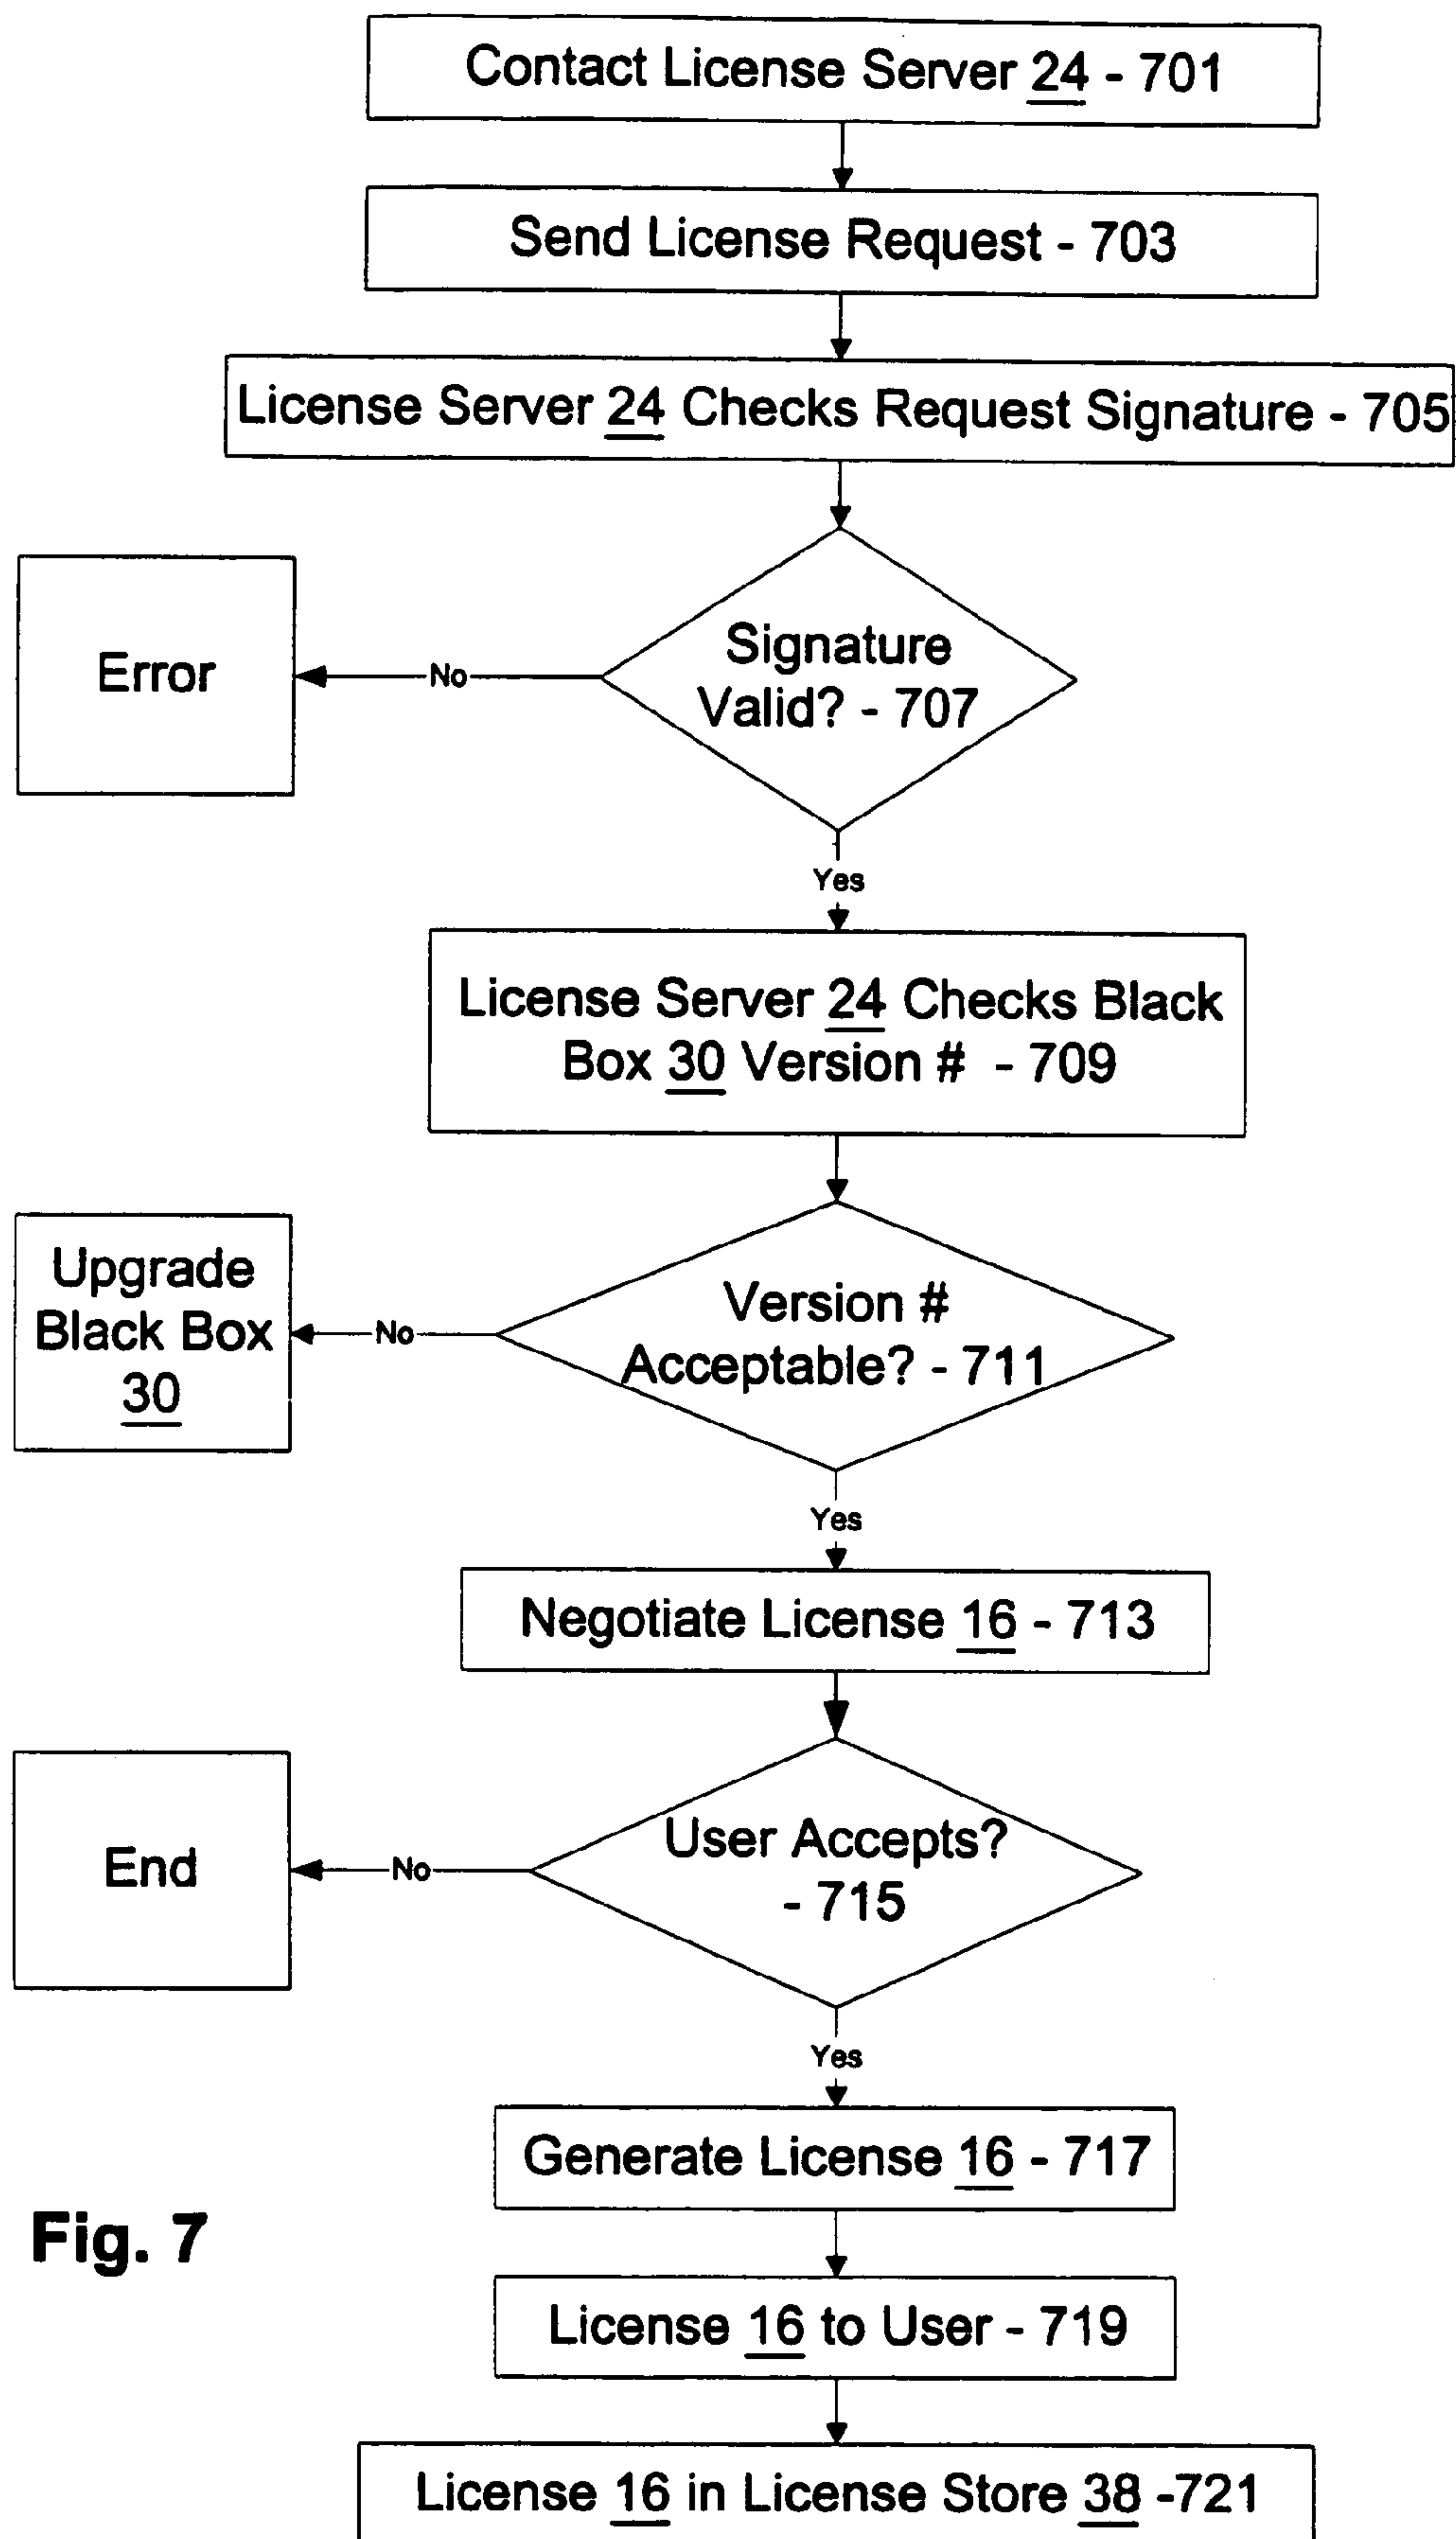 Contact License Server 24 - 701
Send License Request - 703
License Server 24 Checks Request Signature - 705
Signature
Valid? - 707
No
Error
Yes
License Server 24 Checks Black
Box 30 Version # - 709
Version #
Acceptable? - 711
No
Upgrade
Black Box
30
Yes
Negotiate License 16 - 713
User Accepts?
- 715
No
End
Yes
Generate License 16 - 717
Fig. 7
License 16 to User - 719
License 16 in License Store 38 -721